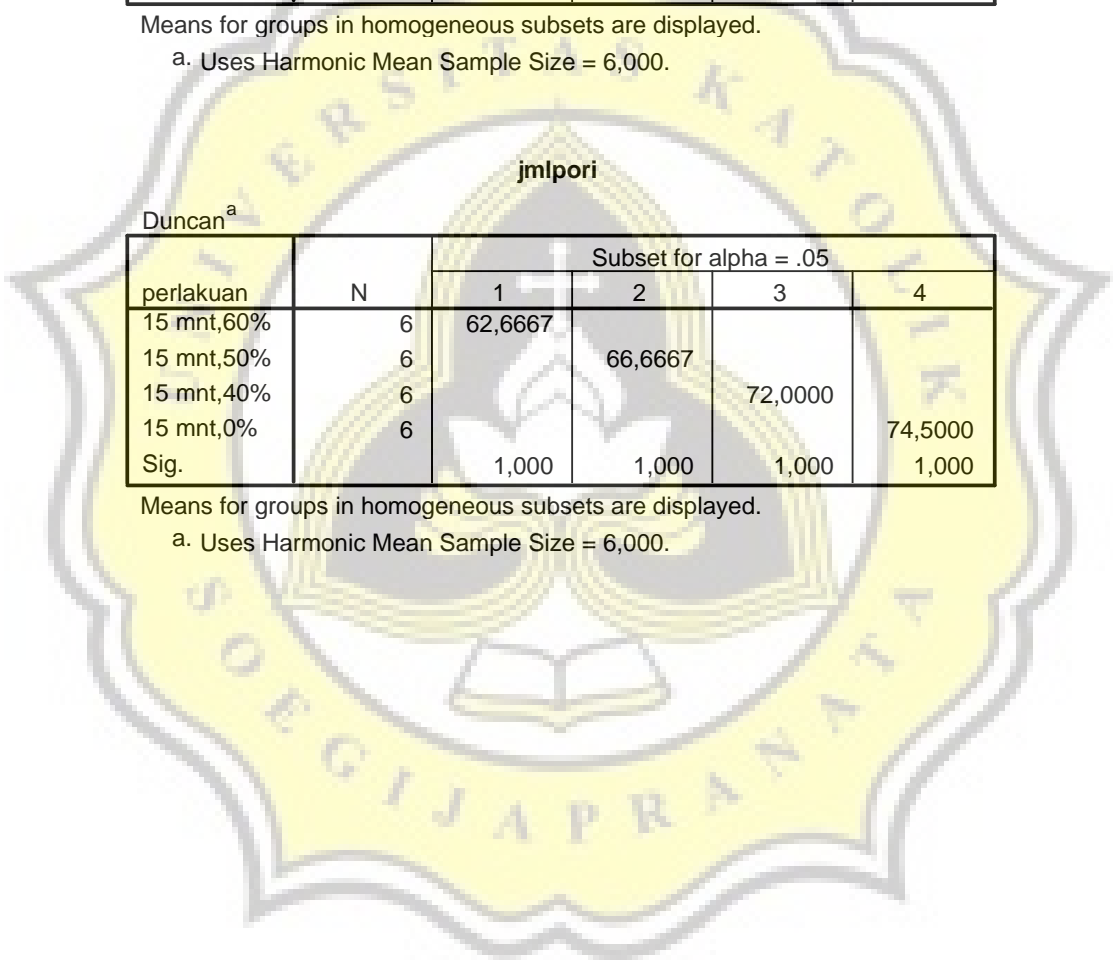 Means for groups in homogeneous subsets are displayed.
a. Uses Harmonic Mean Sample Size = 6,000.
jmlpori
Duncan a
perlakuan N Subset for alpha = .05
1 2 3 4
15 mnt,60% 6 62,6667
15 mnt,50% 6 66,6667
15 mnt,40% 6 72,0000
15 mnt,0% 6 74,5000
Sig. 1,000 1,000 1,000 1,000
Means for groups in homogeneous subsets are displayed.
a. Uses Harmonic Mean Sample Size = 6,000.
UNIVERSITAS KATOLIK
SOEGIJAPRANATA